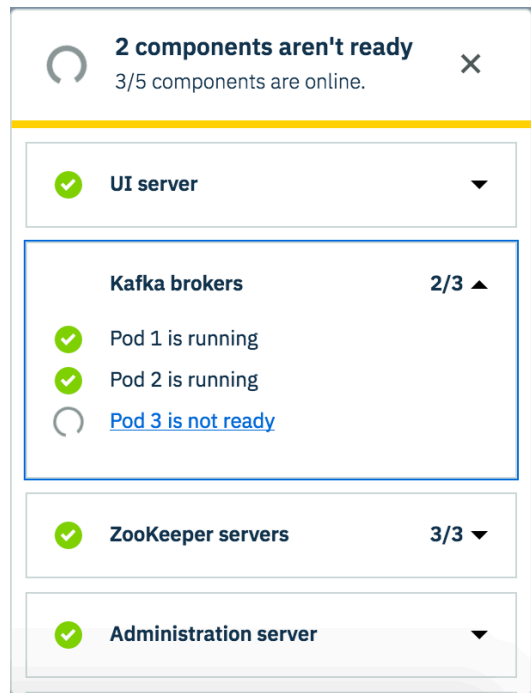 2 components aren't ready
3/5 components are online.
UI server
Kafka brokers 2/3
Pod 1 is running
Pod 2 is running
Pod 3 is not ready
ZooKeeper servers 3/3
Administration server